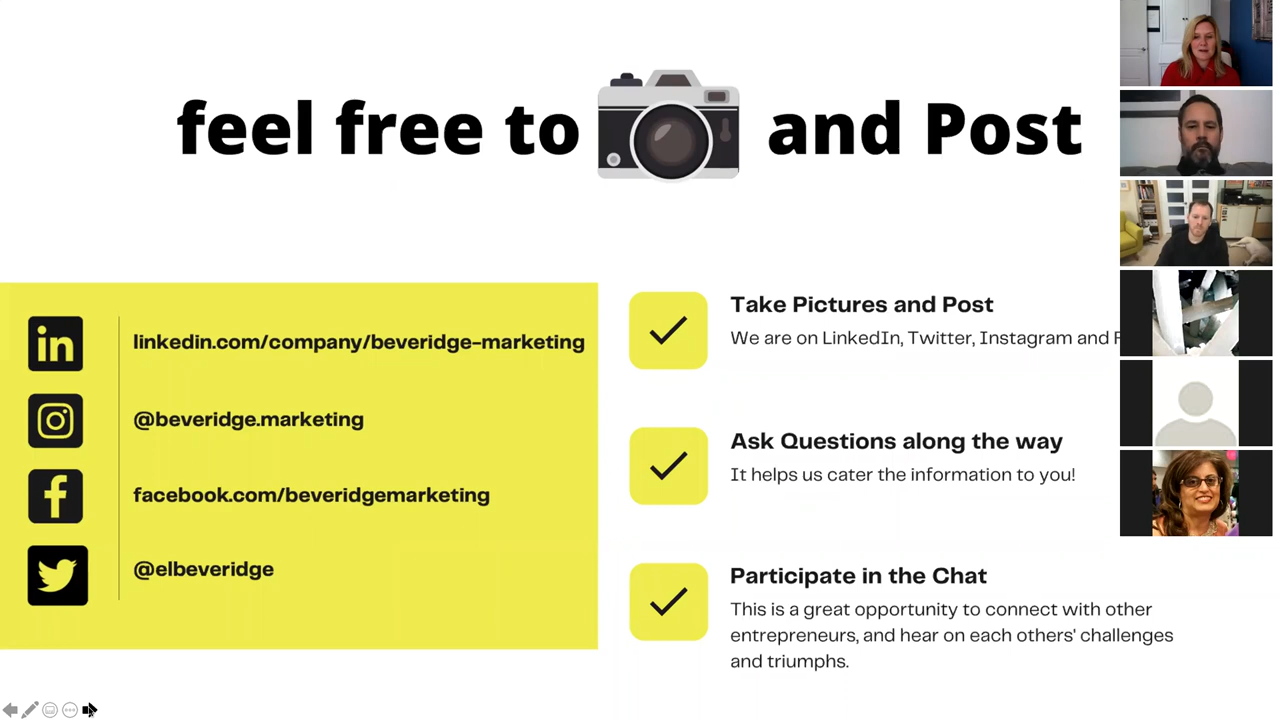 feel free to and Post
linkedin.com/company/beveridge-marketing
@beveridge.marketing
facebook.com/beveridgemarketing
@elbeveridge
Take Pictures and Post
We are on LinkedIn, Twitter, Instagram and
Ask Questions along the way
It helps us cater the information to you!
Participate in the Chat
This is a great opportunity to connect with other
entrepreneurs, and hear on each others' challenges
and triumphs.